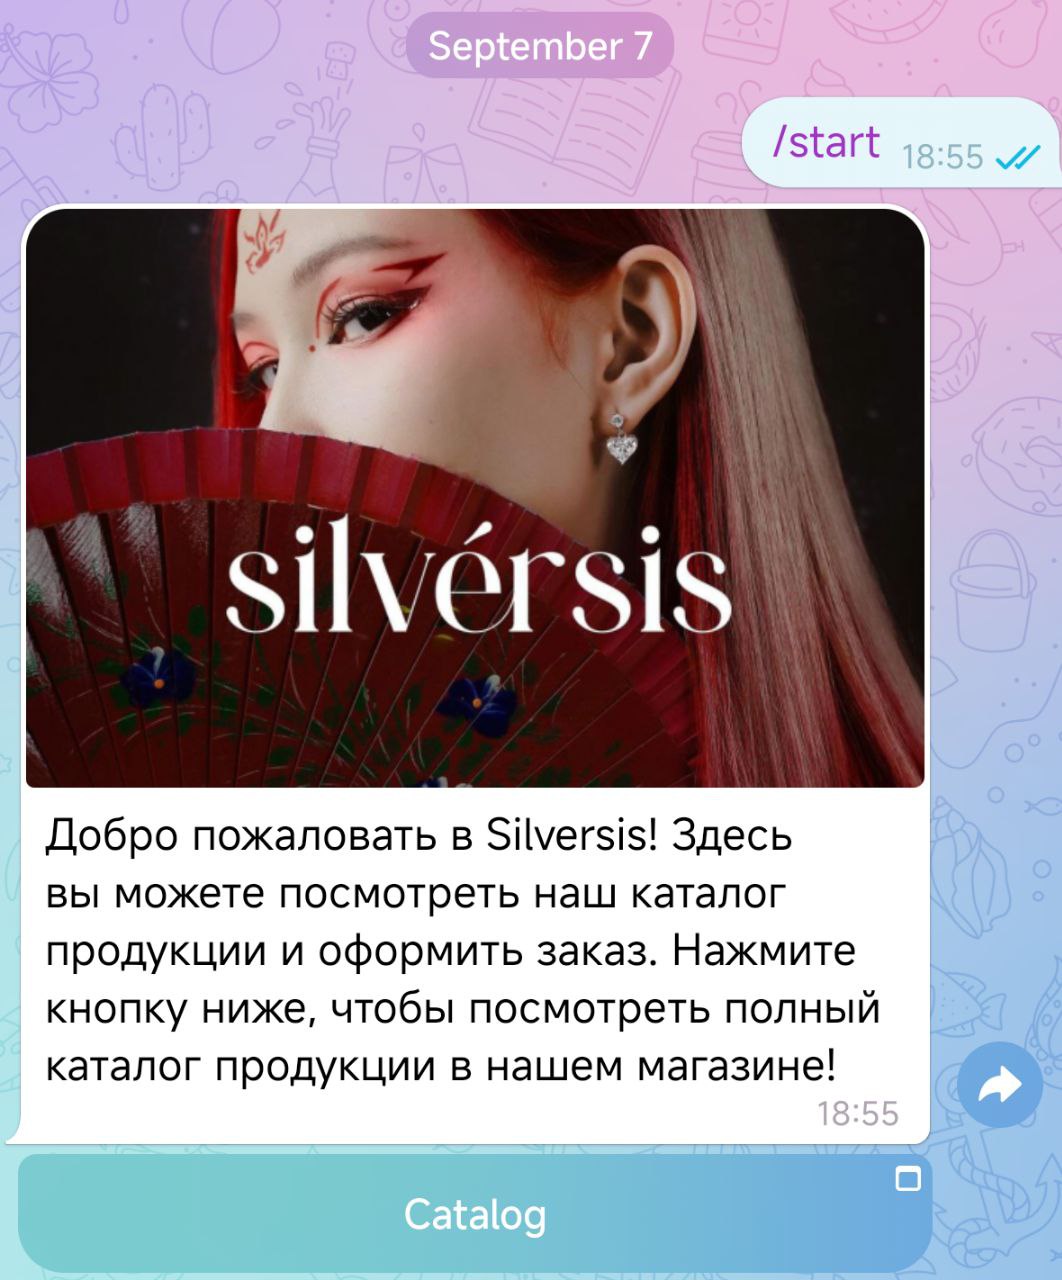 September 7
/start 18:55
silvérsis
Добро пожаловать в Silversis! Здесь
вы можете посмотреть наш каталог
продукции и оформить заказ. Нажмите
кнопку ниже, чтобы посмотреть полный
каталог продукции в нашем магазине!
18:55
Catalog